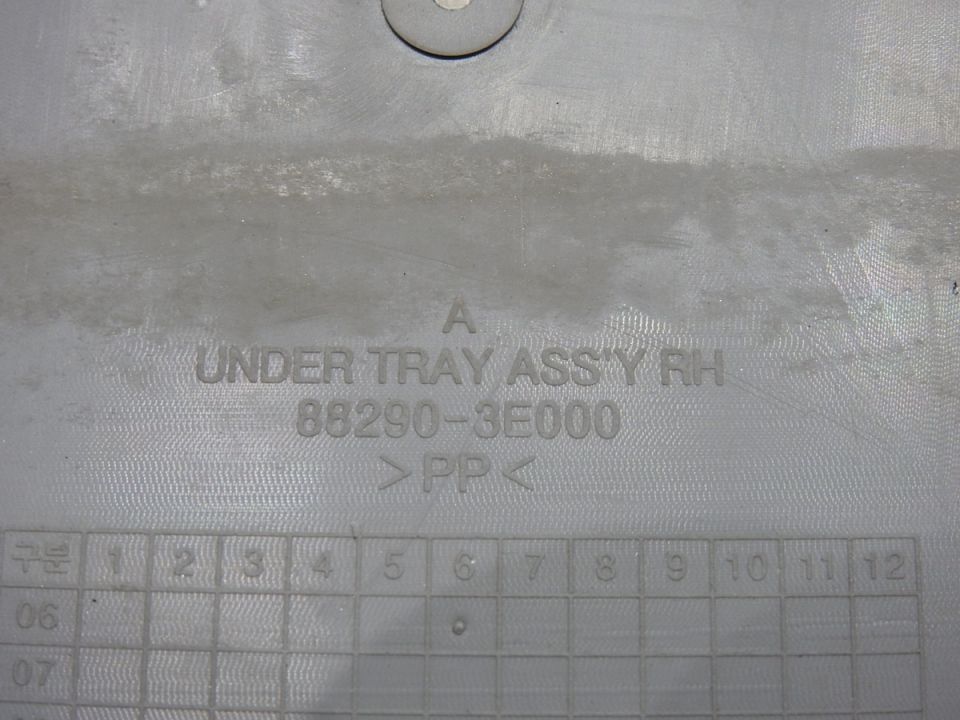 A
UNDER TRAY ASS'Y RH
88290-3E000
>PP<
구분 1 2 3 4 5 6 7 8 9 10 11 12
06
07